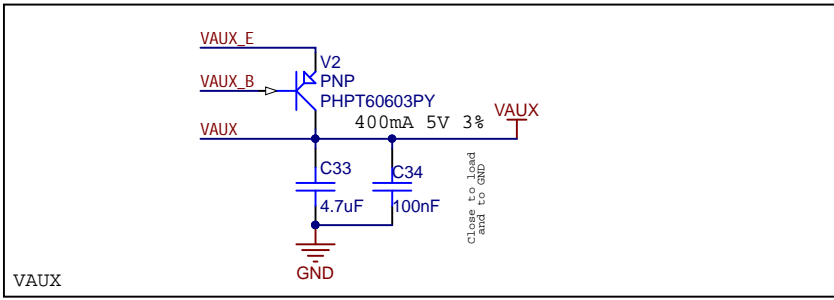 VAUX_E
V2
VAUX_B
PNP
PHPT60603PY
VAUX
400mA 5V 3%
VAUX
C33
C34
4.7uF
100nF
Close to load
and to GND
GND
VAUX